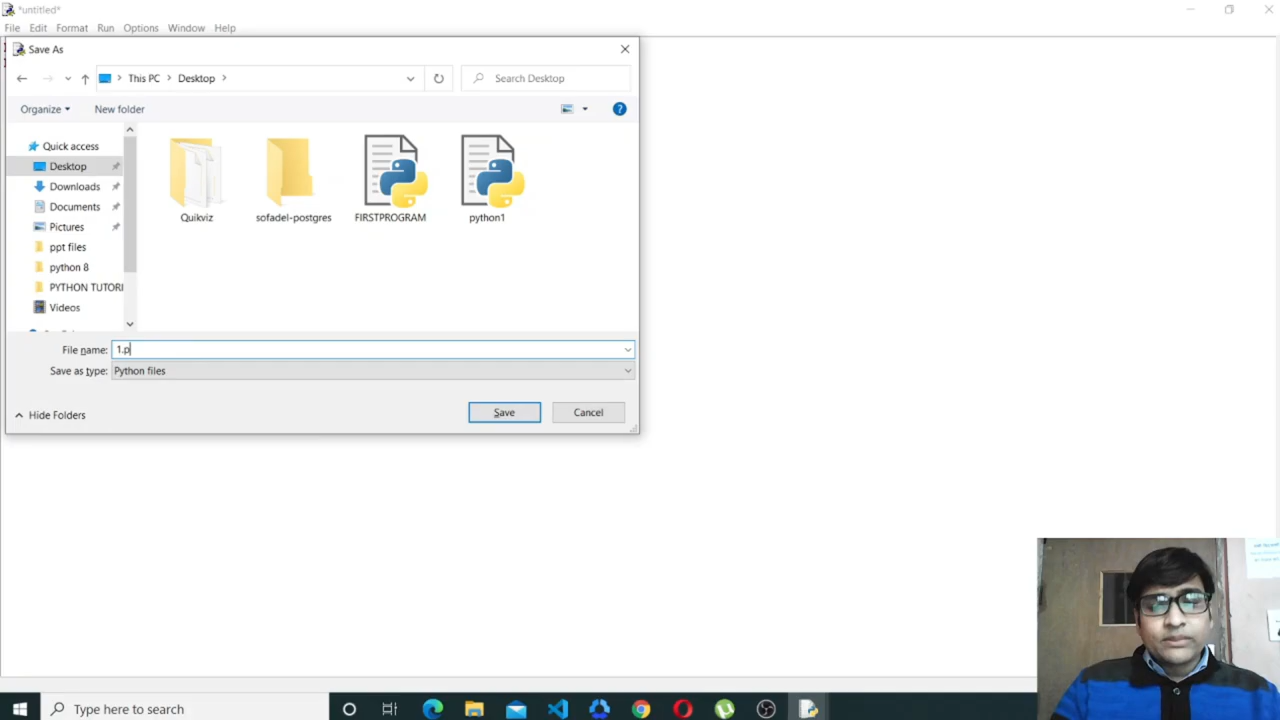 *untitled*
File Edit Format Run Options Window Help
Save As
This PC Desktop
Search Desktop
Organize New folder
Quick access
Desktop
Downloads
Documents
Pictures
ppt files
python 8
PYTHON TUTORI
Videos
Quikviz
sofadel-postgres
FIRSTPROGRAM
python1
File name: 1.p
Save as type: Python files
Hide Folders
Save
Cancel
Type here to search